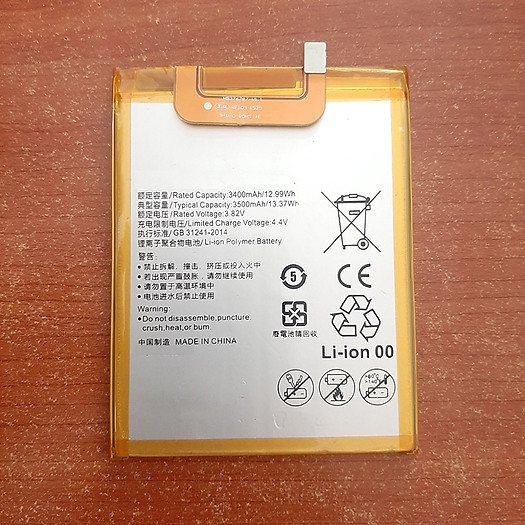 额定容量/Rated Capacity:3400mAh/12.99Wh
典型容量/Typical Capacity:3500mAh/13.37Wh
额定电压/Rated Voltage:3.82V
充电限制电压/Limited Charge Voltage:4.4V
执行标准/GB 31241-2014
锂离子聚合物电池/Li-ion Polymer Battery
警告:
• 禁止拆解、撞击、挤压或投入火中
• 若出现严重鼓胀、请勿继续使用
• 请勿置于高温环境中
• 电池进水后禁止使用
Warning:
• Do not disassemble,puncture,
crush,heat,or burn.
中国制造 MADE IN CHINA
5
CE
廢電池請回收
Li-ion 00
>60℃
>140℉